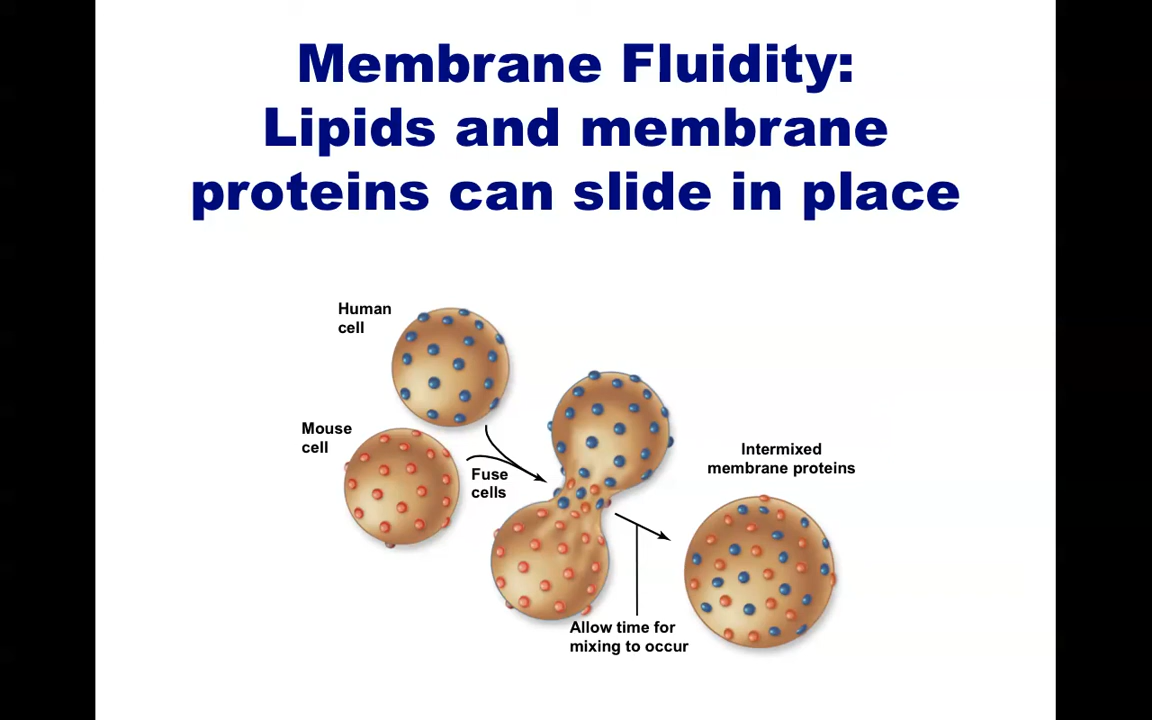 Membrane Fluidity:
Lipids and membrane
proteins can slide in place
Human
cell
Mouse
cell
Fuse
cells
Intermixed
membrane proteins
Allow time for
mixing to occur